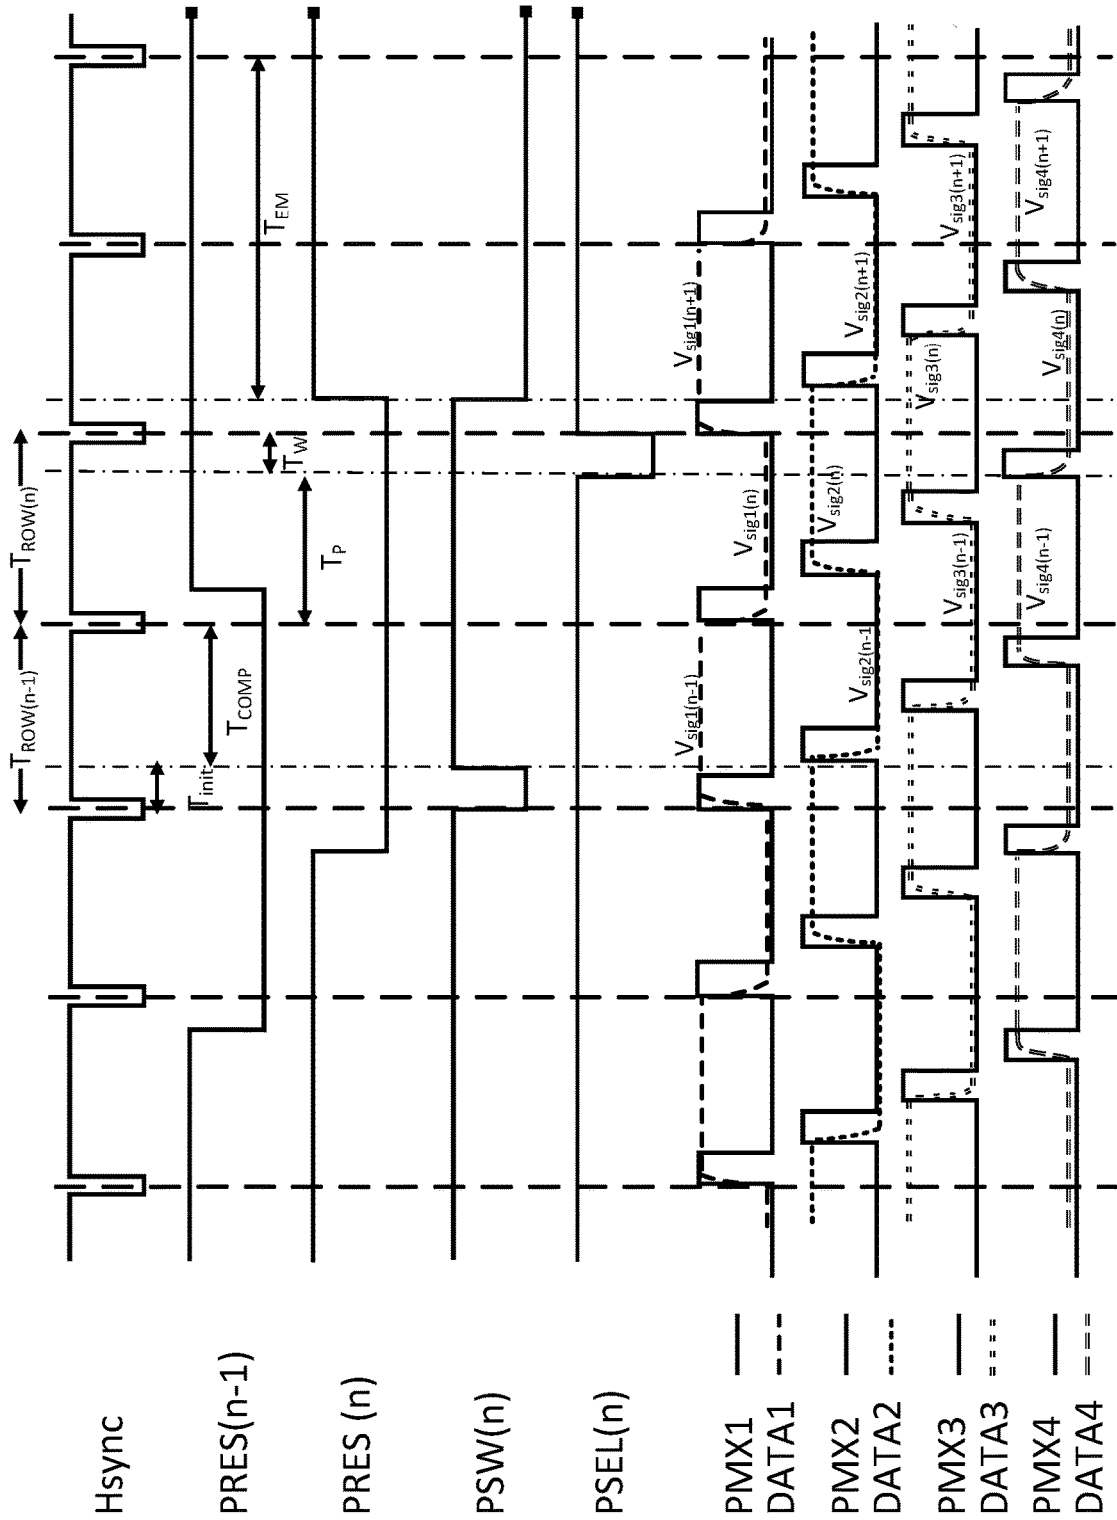 Hsync
PRES(n-1)
PRES (n)
PSW(n)
PSEL(n)
PMX1
DATA1
PMX2
DATA2
PMX3
DATA3
PMX4
DATA4
TROW(n-1)
TROW(n)
Tinit
TCOMP
TP
TW
TEM
Vsig1(n-1)
Vsig1(n)
Vsig1(n+1)
Vsig2(n-1
Vsig2(n)
Vsig2(n+1)
Vsig3(n-1)
Vsig3(n)
Vsig3(n+1)
Vsig4(n-1)
Vsig4(n)
Vsig4(n+1)